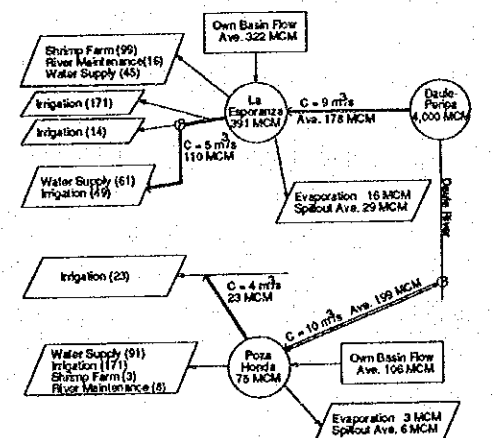 Own Basin Flow
Ave. 322 MCM
Shrimp Farm (99)
River Maintenance(16)
Water Supply (45)
Irrigation (171)
Irrigation (14)
La
Esporanza
391 MCM
C = 9 m³/s
Ave. 178 MCM
Daule-
Peripa
4,000 MCM
C = 5 m³/s
110 MCM
Water Supply (61)
Irrigation (49)
Evaporation 16 MCM
Spillout Ave. 29 MCM
Daule River
Irrigation (23)
C = 4 m³/s
23 MCM
C = 10 m³/s Ave. 199 MCM
Water Supply (91)
Irrigation (171)
Shrimp Farm (3)
River Maintenance (8)
Poza
Honda
75 MCM
Own Basin Flow
Ave. 106 MCM
Evaporation 3 MCM
Spillout Ave. 6 MCM